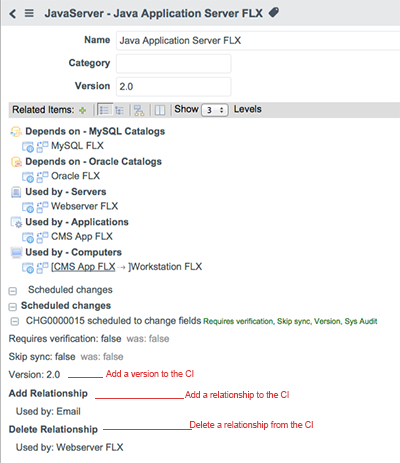 JavaServer - Java Application Server FLX
Name Java Application Server FLX
Category
Version 2.0
Related Items: Show 3 Levels
Depends on - MySQL Catalogs
MySQL FLX
Depends on - Oracle Catalogs
Oracle FLX
Used by - Servers
Webserver FLX
Used by - Applications
CMS App FLX
Used by - Computers
[CMS App FLX → ]Workstation FLX
Scheduled changes
Scheduled changes
CHG0000015 scheduled to change fields Requires verification, Skip sync, Version, Sys Audit
Requires verification: false was: false
Skip sync: false was: false
Version: 2.0 Add a version to the CI
Add Relationship Add a relationship to the CI
Used by: Email
Delete Relationship Delete a relationship from the CI
Used by: Webserver FLX